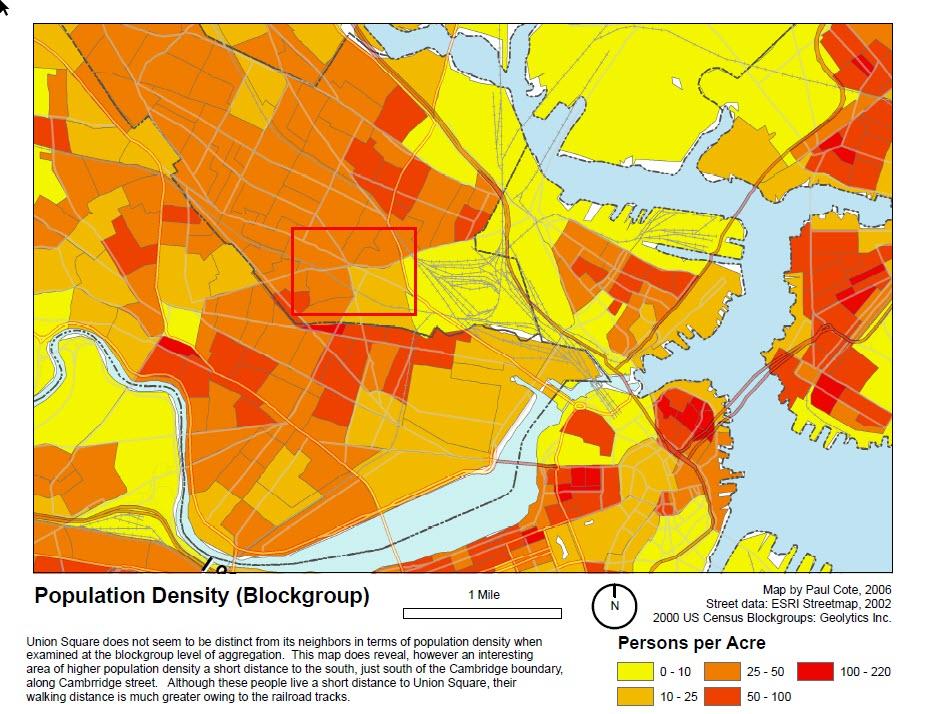 Population Density (Blockgroup)
1 Mile
N
Map by Paul Cote, 2006
Street data: ESRI Streetmap, 2002
2000 US Census Blockgroups: Geolytics Inc.
Union Square does not seem to be distinct from its neighbors in terms of population density when
examined at the blockgroup level of aggregation.  This map does reveal, however an interesting
area of higher population density a short distance to the south, just south of the Cambridge boundary,
along Cambrridge street.   Although these people live a short distance to Union Square, their
walking distance is much greater owing to the railroad tracks.
Persons per Acre
0 - 10 25 - 50 100 - 220
10 - 25 50 - 100